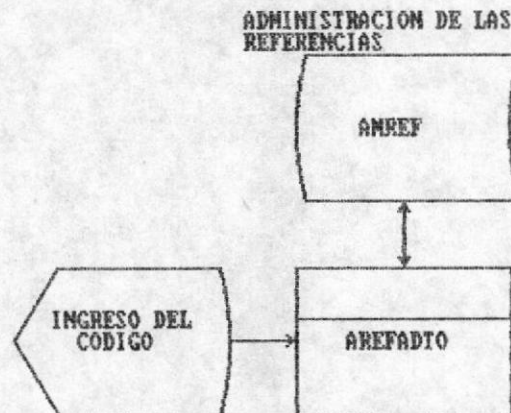 ADMINISTRACION DE LAS
REFERENCIAS
AMREF
INGRESO DEL
CODIGO
AREFADTO